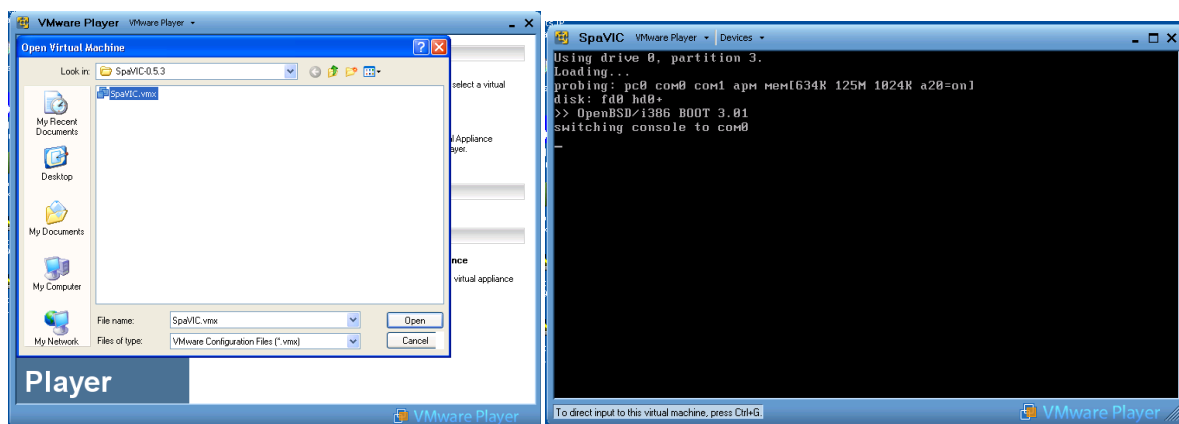 VMware Player VMware Player
Open Virtual Machine
Look in: SpaVIC-0.5.3
SpaVIC.vmx
My Recent
Documents
Desktop
My Documents
My Computer
My Network
File name: SpaVIC.vmx Open
Files of type: VMware Configuration Files (*.vmx) Cancel
select a virtual
al Appliance
ayer.
nce
virtual appliance
Player
VMware Player
SpaVIC VMware Player Devices
Using drive 0, partition 3.
Loading...
probing: pc0 com0 com1 apm mem[634K 125M 1024K a20=on]
disk: fd0 hd0+
>> OpenBSD/i386 BOOT 3.01
switching console to com0
_
To direct input to this virtual machine, press Ctrl+G.
VMware Player